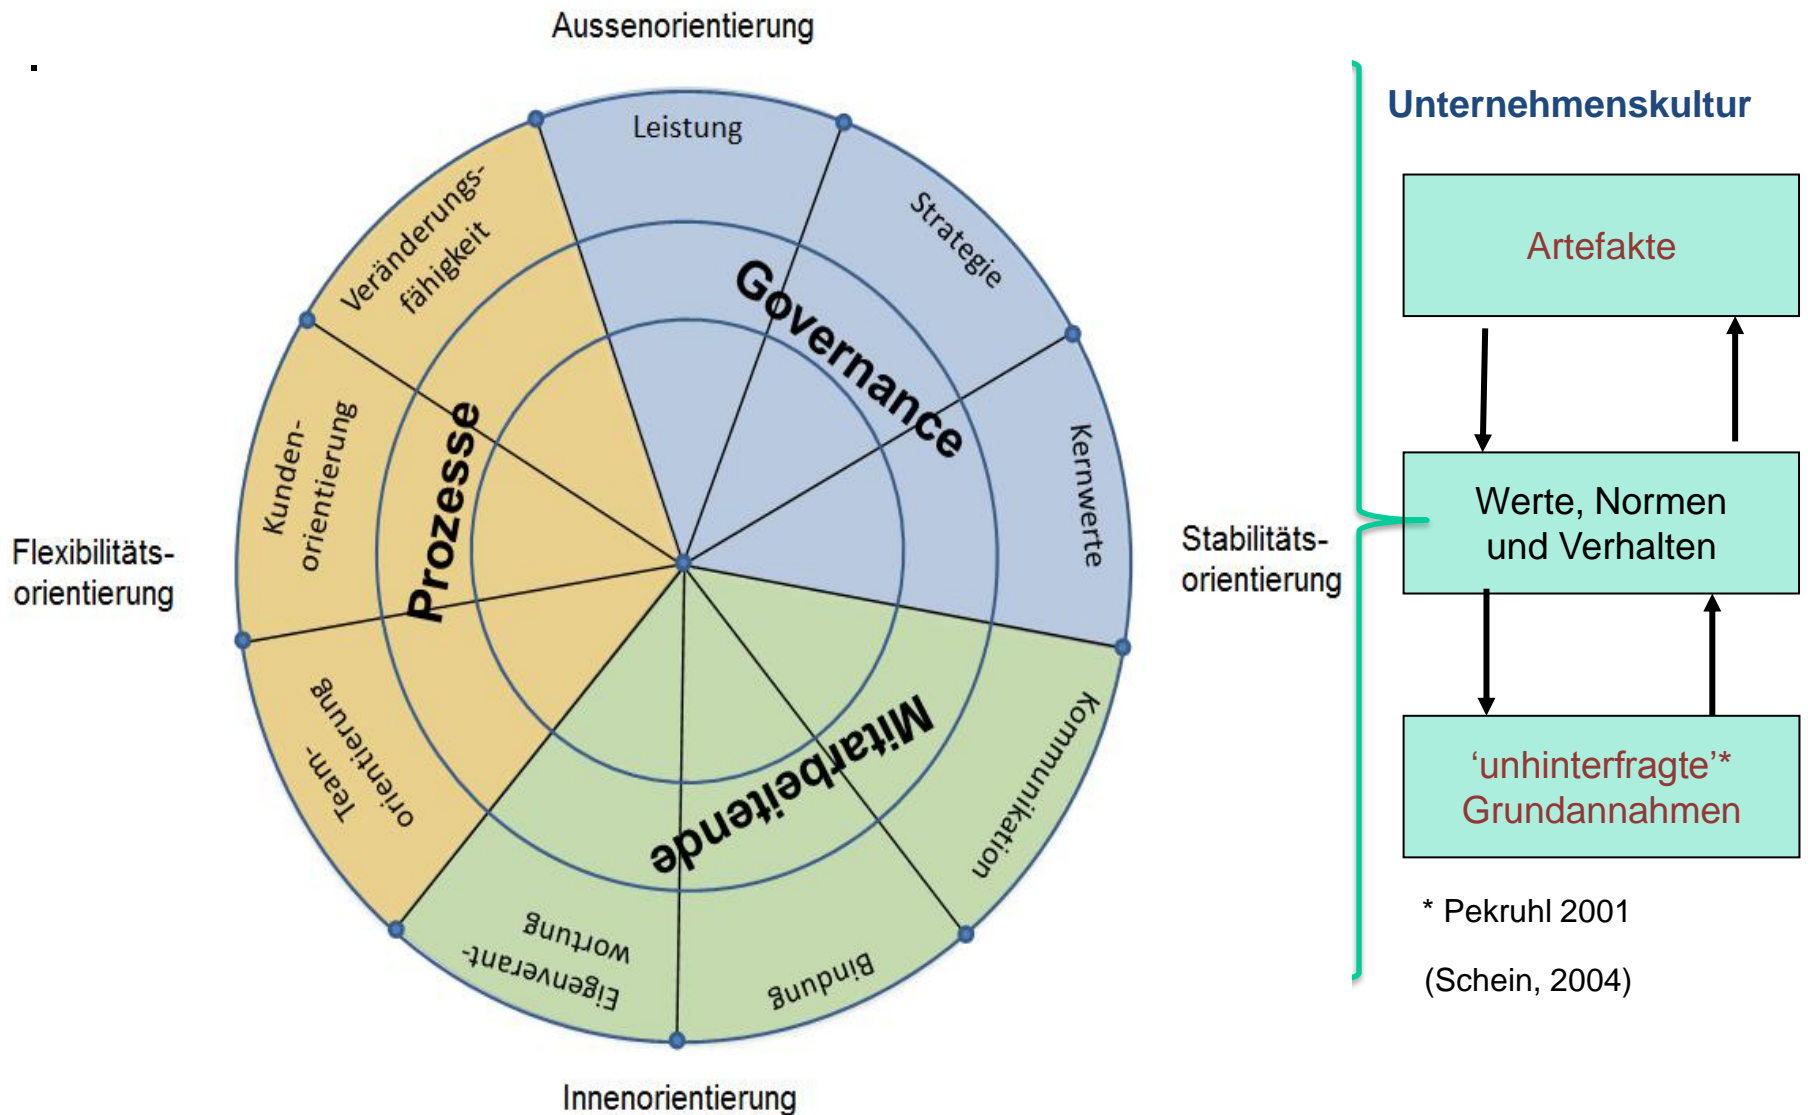 Aussenorientierung
Leistung
Strategie
Kernwerte
Kommunikation
Bindung
Eigenverant-
wortung
Team-
orientierung
Kunden-
orientierung
Veränderungs-
fähigkeit
Governance
Mitarbeitende
Prozesse
Flexibilitäts-
orientierung
Stabilitäts-
orientierung
Innenorientierung
Unternehmenskultur
Artefakte
Werte, Normen
und Verhalten
‘unhinterfragte’*
Grundannahmen
* Pekruhl 2001
(Schein, 2004)